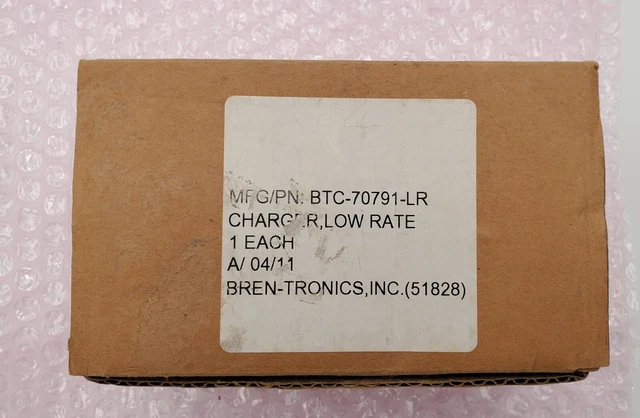 MFG/PN: BTC-70791-LR
CHARGER,LOW RATE
1 EACH
A/ 04/11
BREN-TRONICS,INC.(51828)